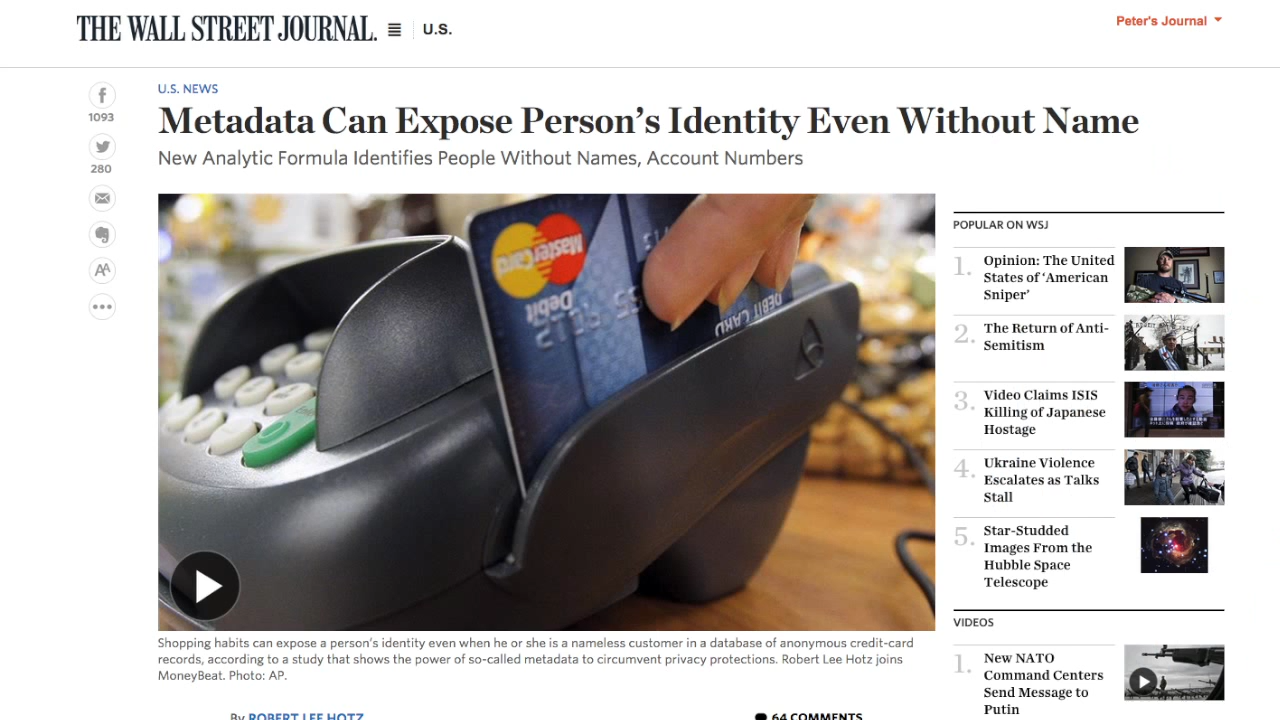 THE WALL STREET JOURNAL.
U.S.
Peter's Journal
1093
280
U.S. NEWS
Metadata Can Expose Person's Identity Even Without Name
New Analytic Formula Identifies People Without Names, Account Numbers
MasterCard
Debit
DEBIT CARD
Shopping habits can expose a person's identity even when he or she is a nameless customer in a database of anonymous credit-card
records, according to a study that shows the power of so-called metadata to circumvent privacy protections. Robert Lee Hotz joins
MoneyBeat. Photo: AP.
By ROBERT LEE HOTZ
64 COMMENTS
POPULAR ON WSJ
1.
Opinion: The United
States of ‘American
Sniper’
2.
The Return of Anti-
Semitism
3.
Video Claims ISIS
Killing of Japanese
Hostage
4.
Ukraine Violence
Escalates as Talks
Stall
5.
Star-Studded
Images From the
Hubble Space
Telescope
VIDEOS
1.
New NATO
Command Centers
Send Message to
Putin